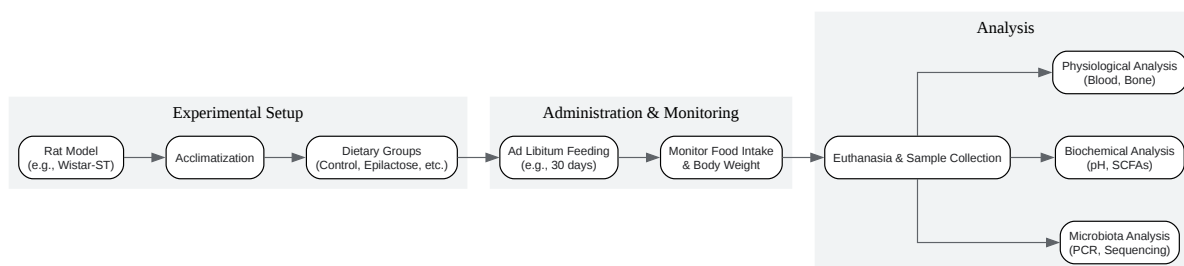 Experimental Setup
Rat Model
(e.g., Wistar-ST)
Acclimatization
Dietary Groups
(Control, Epilactose, etc.)
Administration & Monitoring
Ad Libitum Feeding
(e.g., 30 days)
Monitor Food Intake
& Body Weight
Analysis
Euthanasia & Sample Collection
Physiological Analysis
(Blood, Bone)
Biochemical Analysis
(pH, SCFAs)
Microbiota Analysis
(PCR, Sequencing)